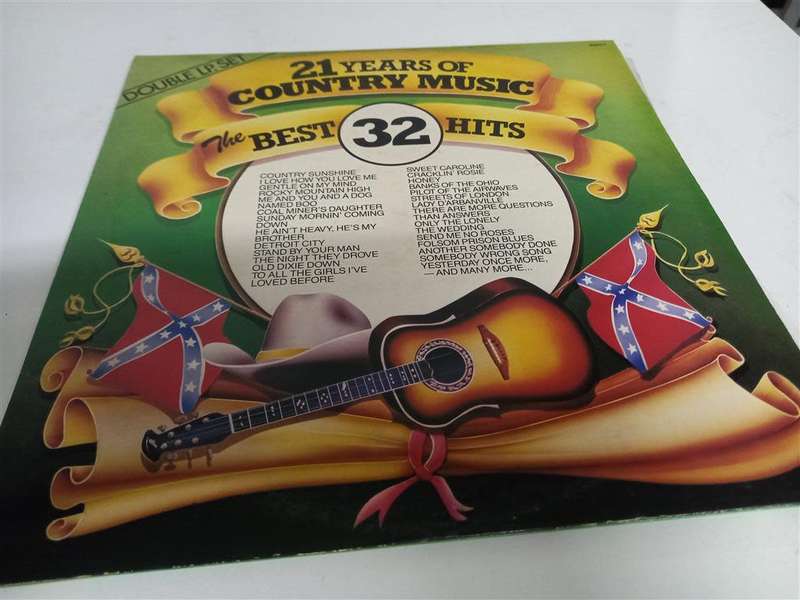 DOUBLE LP SET
21 YEARS OF
COUNTRY MUSIC
The BEST 32 HITS
COUNTRY SUNSHINE
I LOVE HOW YOU LOVE ME
GENTLE ON MY MIND
ROCKY MOUNTAIN HIGH
ME AND YOU AND A DOG
NAMED BOO
COAL MINER'S DAUGHTER
SUNDAY MORNIN' COMING
DOWN
HE AIN'T HEAVY, HE'S MY
BROTHER
DETROIT CITY
STAND BY YOUR MAN
THE NIGHT THEY DROVE
OLD DIXIE DOWN
TO ALL THE GIRLS I'VE
LOVED BEFORE
SWEET CAROLINE
CRACKLIN' ROSIE
HONEY
BANKS OF THE OHIO
PILOT OF THE AIRWAVES
STREETS OF LONDON
LADY D'ARBANVILLE
THERE ARE MORE QUESTIONS
THAN ANSWERS
ONLY THE LONELY
THE WEDDING
SEND ME NO ROSES
FOLSOM PRISON BLUES
ANOTHER SOMEBODY DONE
SOMEBODY WRONG SONG
YESTERDAY ONCE MORE,
—AND MANY MORE...